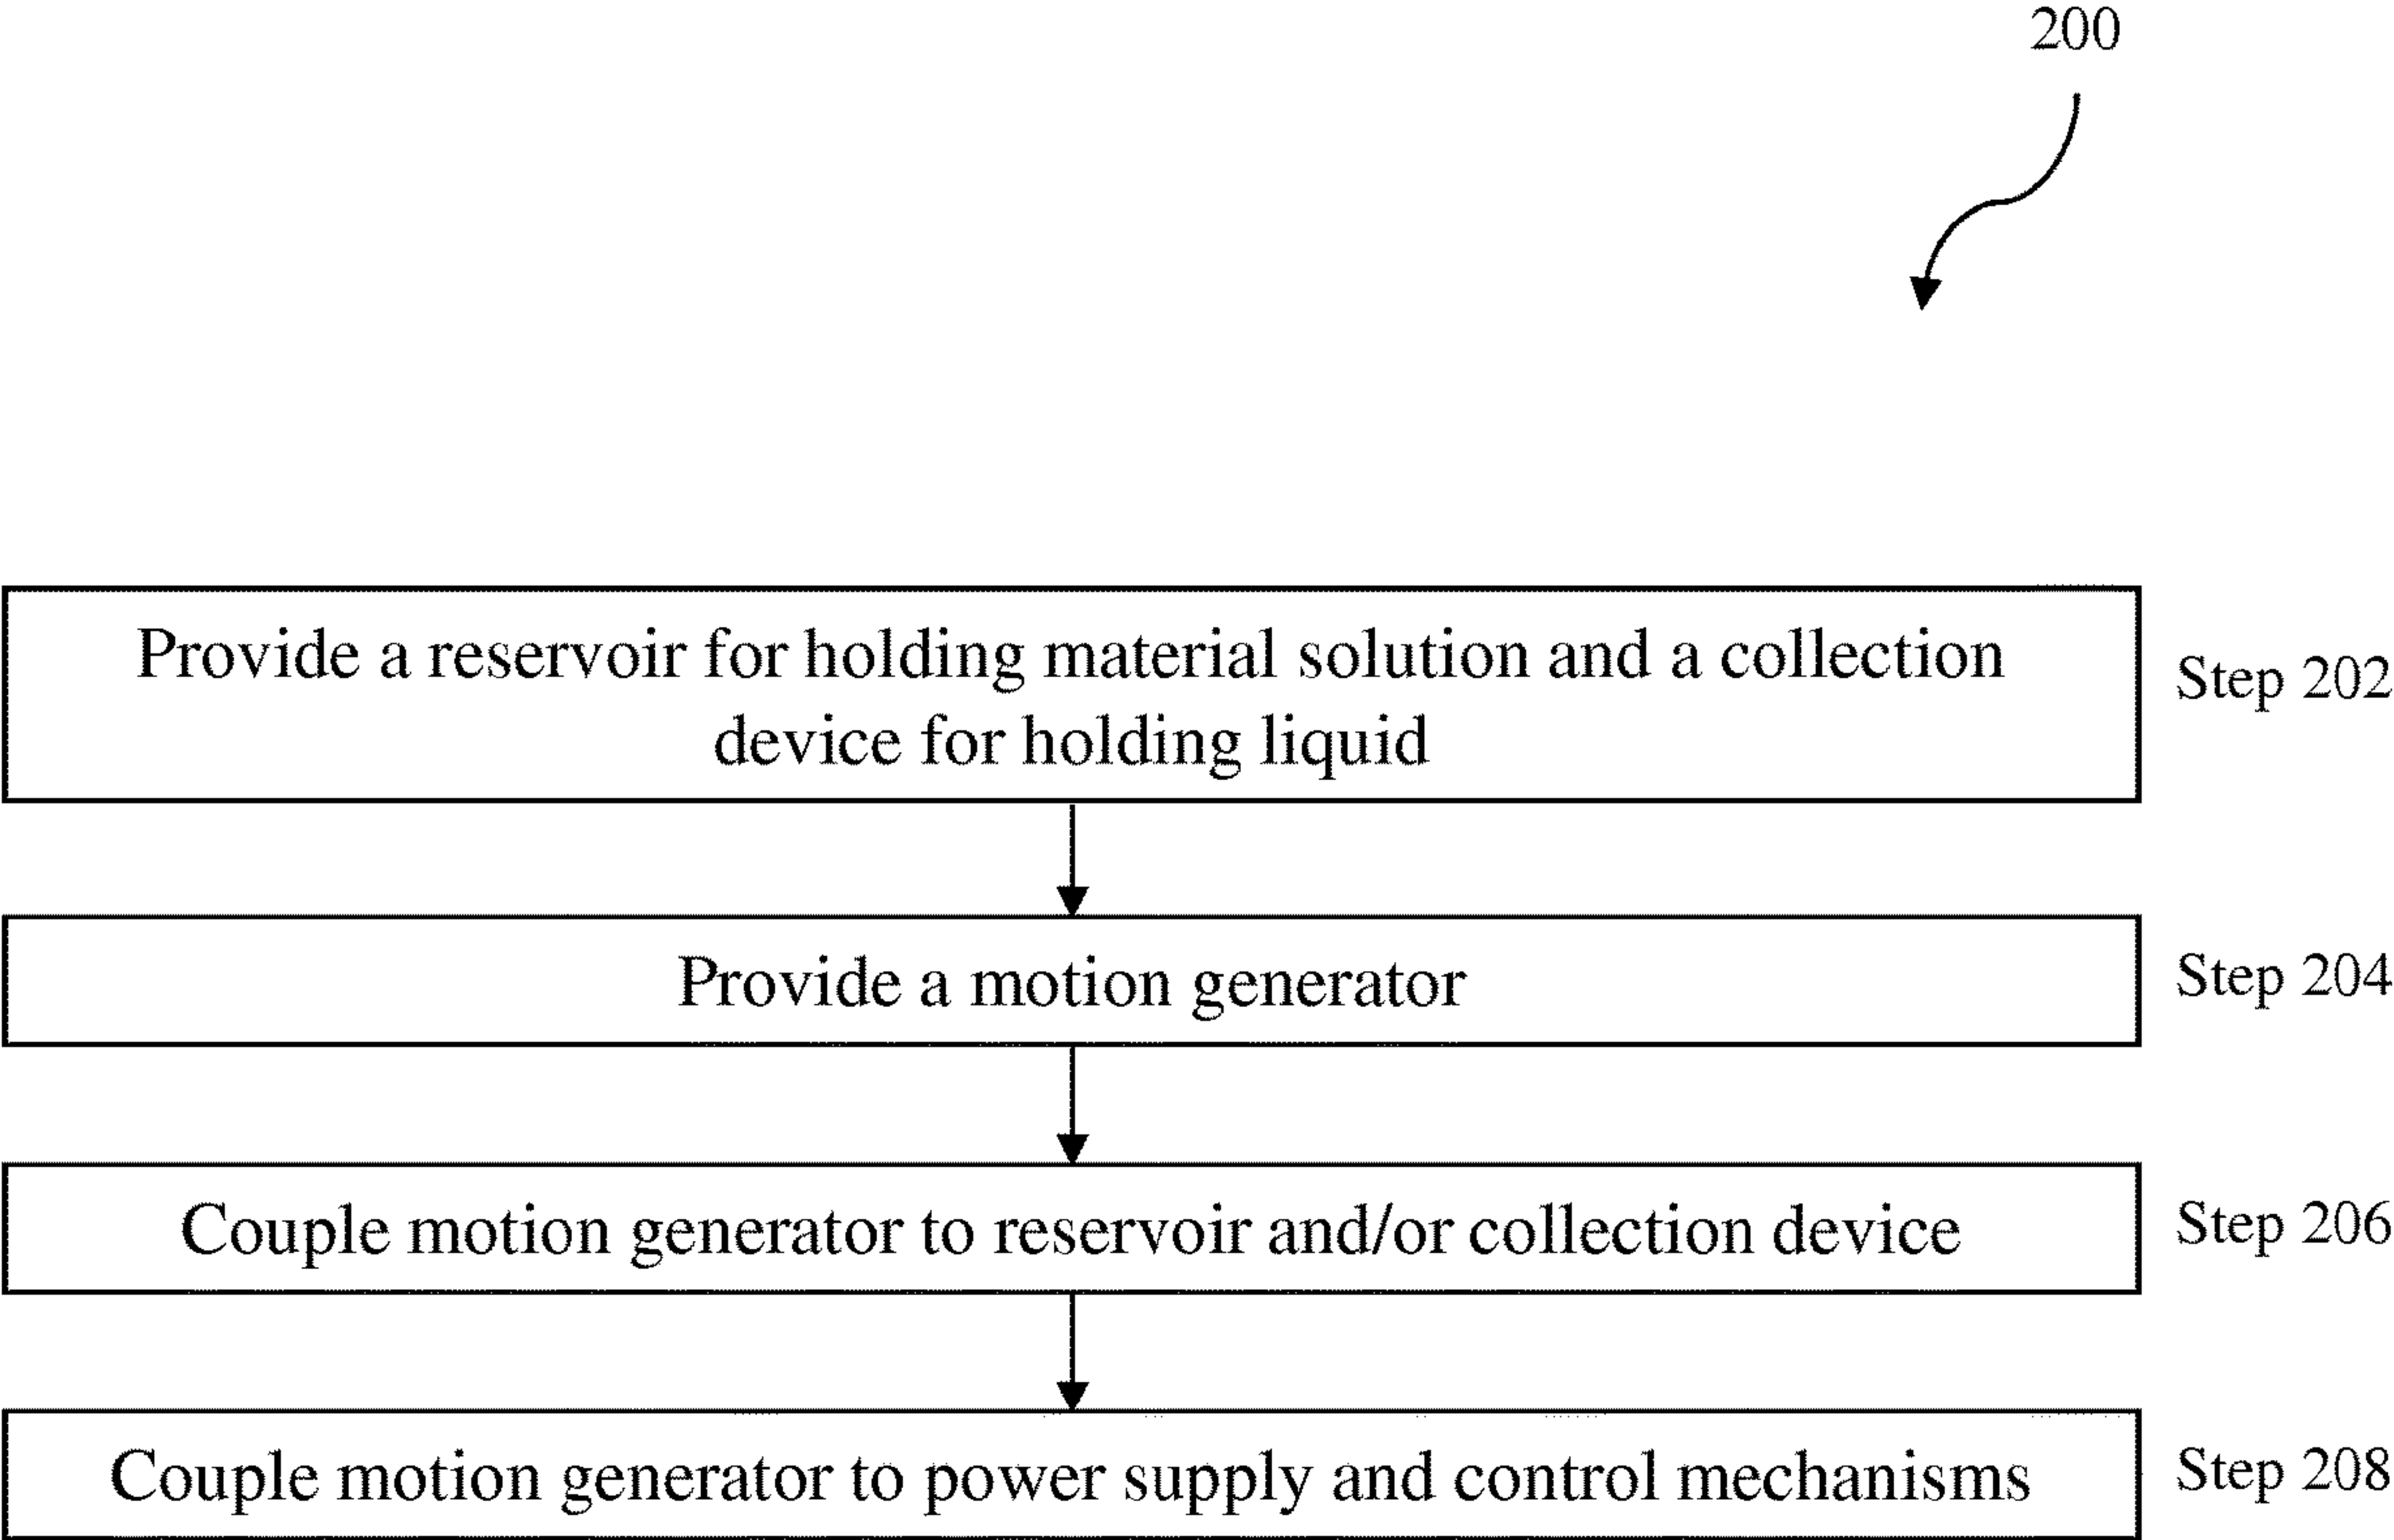 200
Provide a reservoir for holding material solution and a collection
device for holding liquid
Step 202
Provide a motion generator
Step 204
Couple motion generator to reservoir and/or collection device
Step 206
Couple motion generator to power supply and control mechanisms
Step 208